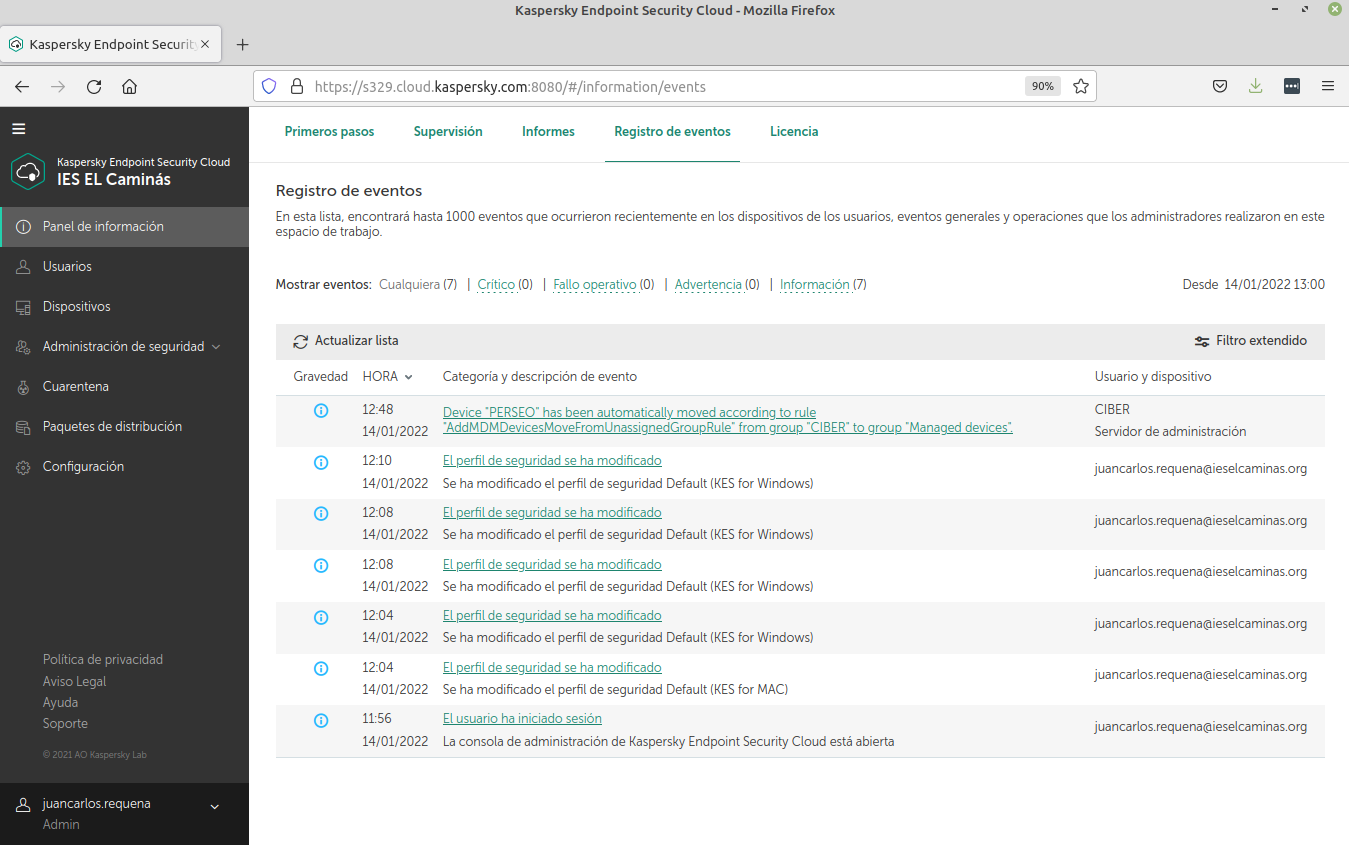 Kaspersky Endpoint Security Cloud - Mozilla Firefox
Kaspersky Endpoint Securit
https://s329.cloud.kaspersky.com:8080/#/information/events
90%
Kaspersky Endpoint Security Cloud
IES EL Caminás
Panel de información
Usuarios
Dispositivos
Administración de seguridad
Cuarentena
Paquetes de distribución
Configuración
Política de privacidad
Aviso Legal
Ayuda
Soporte
© 2021 AO Kaspersky Lab
juancarlos.requena
Admin
Primeros pasos Supervisión Informes Registro de eventos Licencia
Registro de eventos
En esta lista, encontrará hasta 1000 eventos que ocurrieron recientemente en los dispositivos de los usuarios, eventos generales y operaciones que los administradores realizaron en este
espacio de trabajo.
Mostrar eventos: Cualquiera (7) | Crítico (0) | Fallo operativo (0) | Advertencia (0) | Información (7) Desde 14/01/2022 13:00
Actualizar lista Filtro extendido
Gravedad HORA Categoría y descripción de evento Usuario y dispositivo
12:48 Device "PERSEO" has been automatically moved according to rule CIBER
14/01/2022 "AddMDMDevicesMoveFromUnassignedGroupRule" from group "CIBER" to group "Managed devices". Servidor de administración
12:10 El perfil de seguridad se ha modificado juancarlos.requena@ieselcaminas.org
14/01/2022 Se ha modificado el perfil de seguridad Default (KES for Windows)
12:08 El perfil de seguridad se ha modificado juancarlos.requena@ieselcaminas.org
14/01/2022 Se ha modificado el perfil de seguridad Default (KES for Windows)
12:08 El perfil de seguridad se ha modificado juancarlos.requena@ieselcaminas.org
14/01/2022 Se ha modificado el perfil de seguridad Default (KES for Windows)
12:04 El perfil de seguridad se ha modificado juancarlos.requena@ieselcaminas.org
14/01/2022 Se ha modificado el perfil de seguridad Default (KES for Windows)
12:04 El perfil de seguridad se ha modificado juancarlos.requena@ieselcaminas.org
14/01/2022 Se ha modificado el perfil de seguridad Default (KES for MAC)
11:56 El usuario ha iniciado sesión juancarlos.requena@ieselcaminas.org
14/01/2022 La consola de administración de Kaspersky Endpoint Security Cloud está abierta